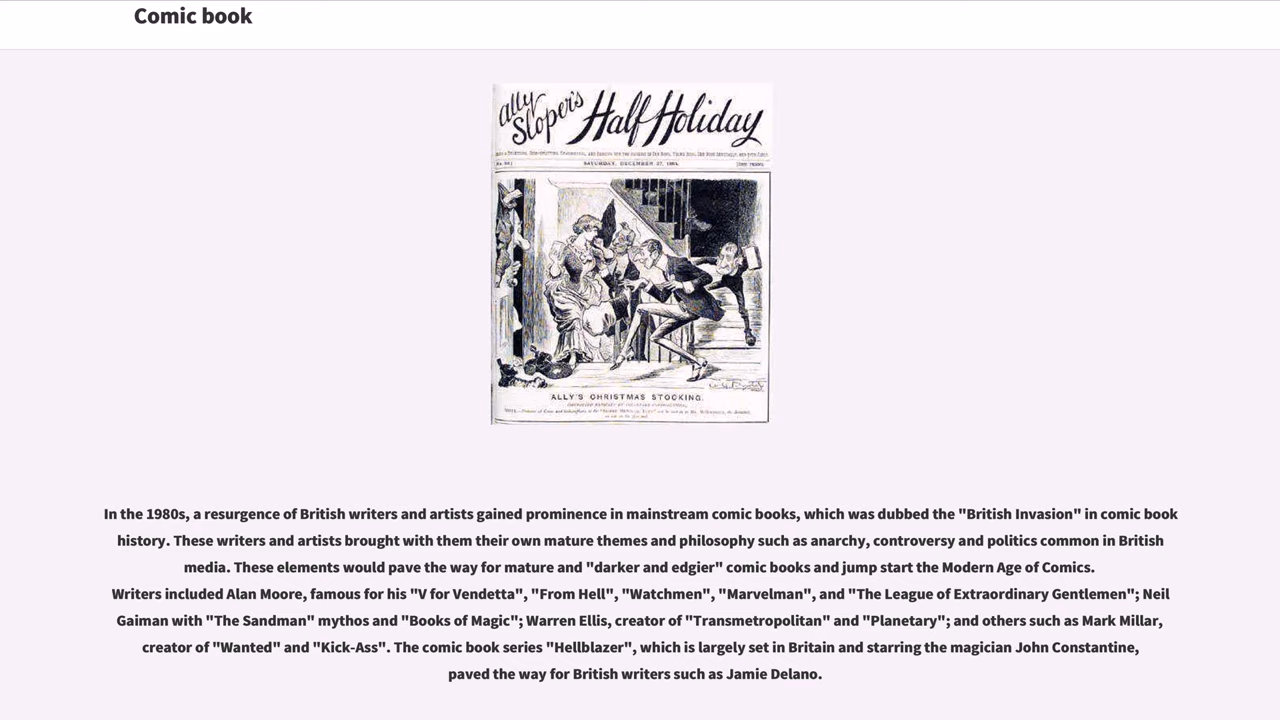 Comic book
Ally Sloper's Half Holiday
SATURDAY, DECEMBER 27, 1884.
[ONE PENNY.
ALLY'S CHRISTMAS STOCKING.
In the 1980s, a resurgence of British writers and artists gained prominence in mainstream comic books, which was dubbed the "British Invasion" in comic book
history. These writers and artists brought with them their own mature themes and philosophy such as anarchy, controversy and politics common in British
media. These elements would pave the way for mature and "darker and edgier" comic books and jump start the Modern Age of Comics.
Writers included Alan Moore, famous for his "V for Vendetta", "From Hell", "Watchmen", "Marvelman", and "The League of Extraordinary Gentlemen"; Neil
Gaiman with "The Sandman" mythos and "Books of Magic"; Warren Ellis, creator of "Transmetropolitan" and "Planetary"; and others such as Mark Millar,
creator of "Wanted" and "Kick-Ass". The comic book series "Hellblazer", which is largely set in Britain and starring the magician John Constantine,
paved the way for British writers such as Jamie Delano.